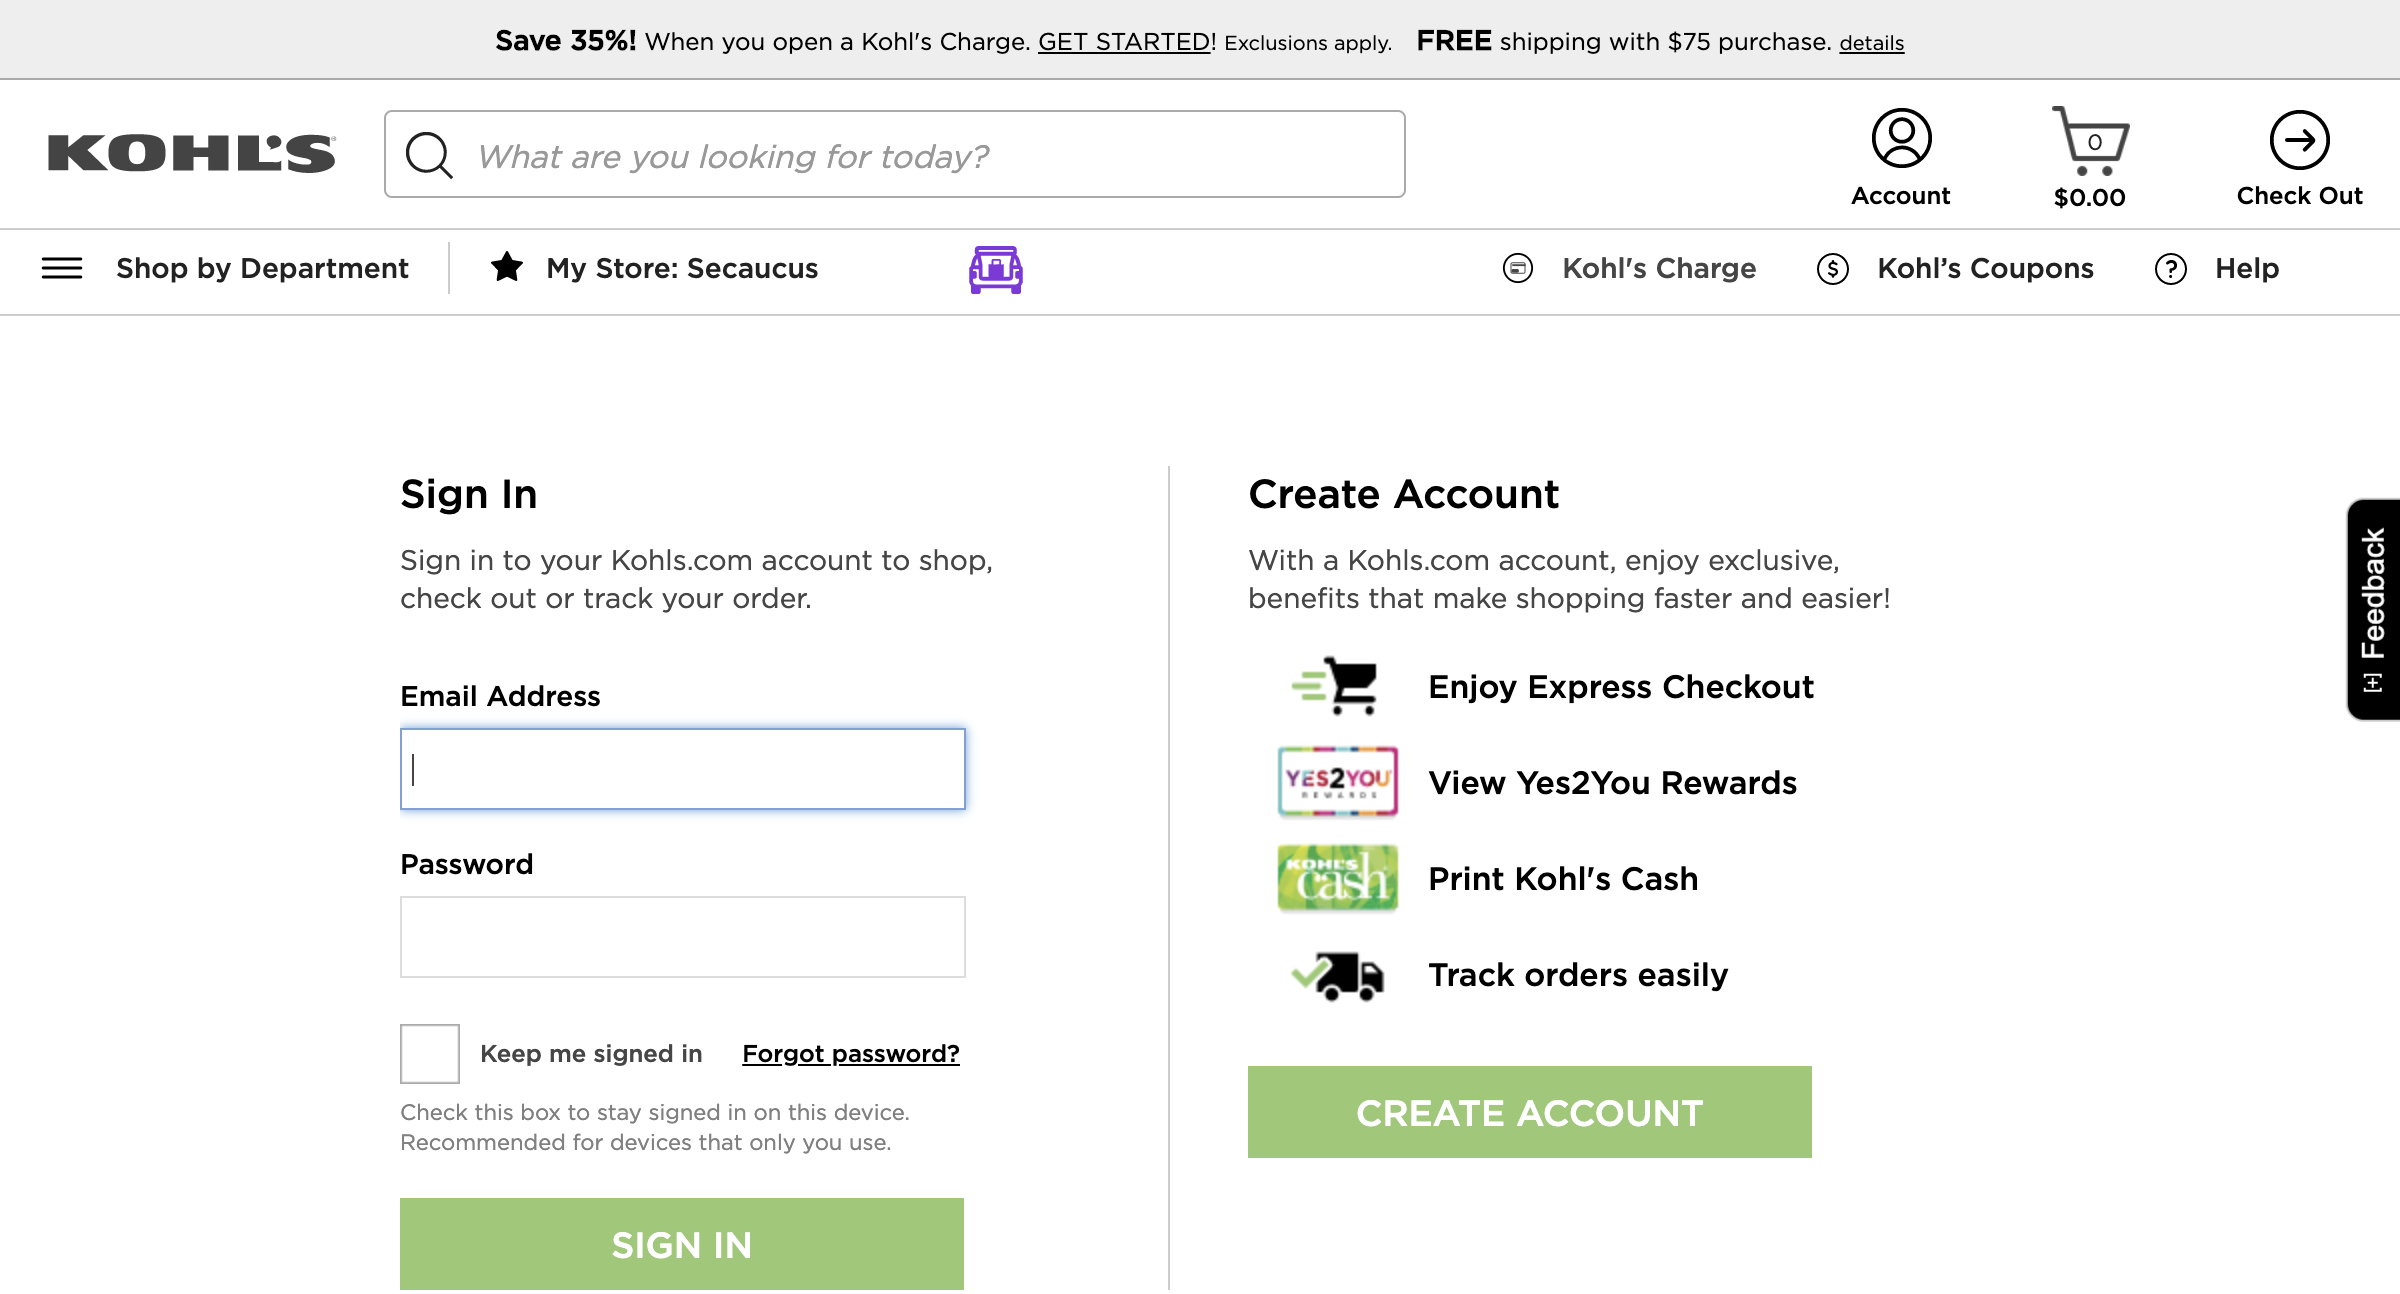 Save 35%! When you open a Kohl's Charge. GET STARTED! Exclusions apply. FREE shipping with $75 purchase. details
KOHL'S
What are you looking for today?
Account
0
$0.00
Check Out
Shop by Department
My Store: Secaucus
Kohl's Charge
$
Kohl’s Coupons
?
Help
Sign In
Sign in to your Kohls.com account to shop,
check out or track your order.
Email Address
Password
Keep me signed in
Forgot password?
Check this box to stay signed in on this device.
Recommended for devices that only you use.
SIGN IN
Create Account
With a Kohls.com account, enjoy exclusive,
benefits that make shopping faster and easier!
Enjoy Express Checkout
YES2YOU
REWARDS
View Yes2You Rewards
KOHL'S
cash
Print Kohl's Cash
Track orders easily
CREATE ACCOUNT
[+] Feedback